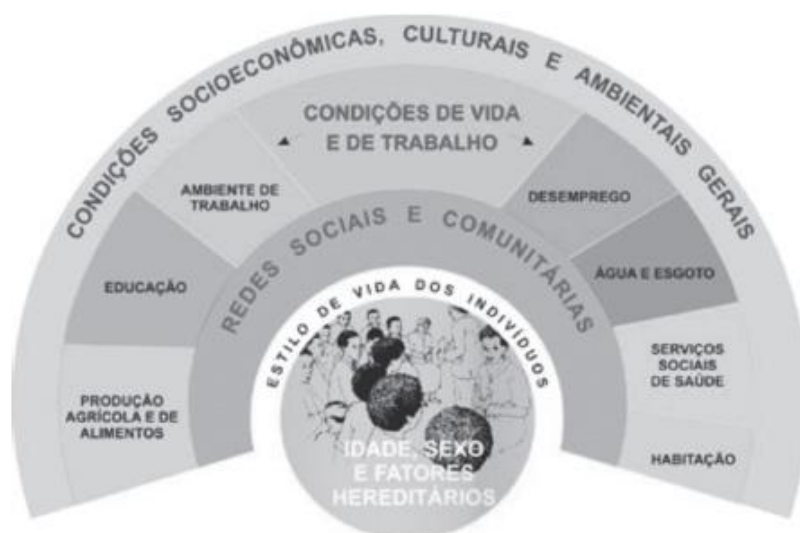 CONDIÇÕES SOCIOECONÔMICAS, CULTURAIS E AMBIENTAIS GERAIS
CONDIÇÕES DE VIDA
E DE TRABALHO
AMBIENTE DE
TRABALHO
DESEMPREGO
EDUCAÇÃO
ÁGUA E ESGOTO
PRODUÇÃO
AGRÍCOLA E DE
ALIMENTOS
SERVIÇOS
SOCIAIS
DE SAÚDE
HABITAÇÃO
REDES SOCIAIS E COMUNITÁRIAS
ESTILO DE VIDA DOS INDIVÍDUOS
IDADE, SEXO
E FATORES
HEREDITÁRIOS